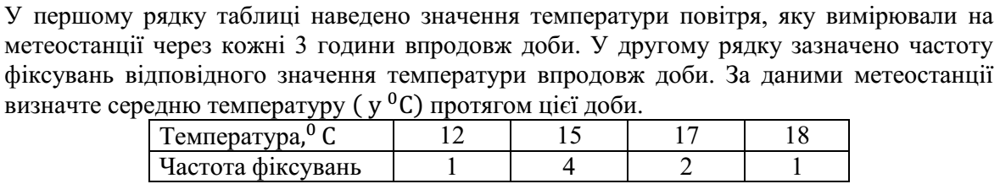 У першому рядку таблиці наведено значення температури повітря, яку вимірювали на
метеостанції через кожні 3 години впродовж доби. У другому рядку зазначено частоту
фіксувань відповідного значення температури впродовж доби. За даними метеостанції
визначте середню температуру ( у ⁰С) протягом цієї доби.
Температура,⁰ С 12 15 17 18
Частота фіксувань 1 4 2 1